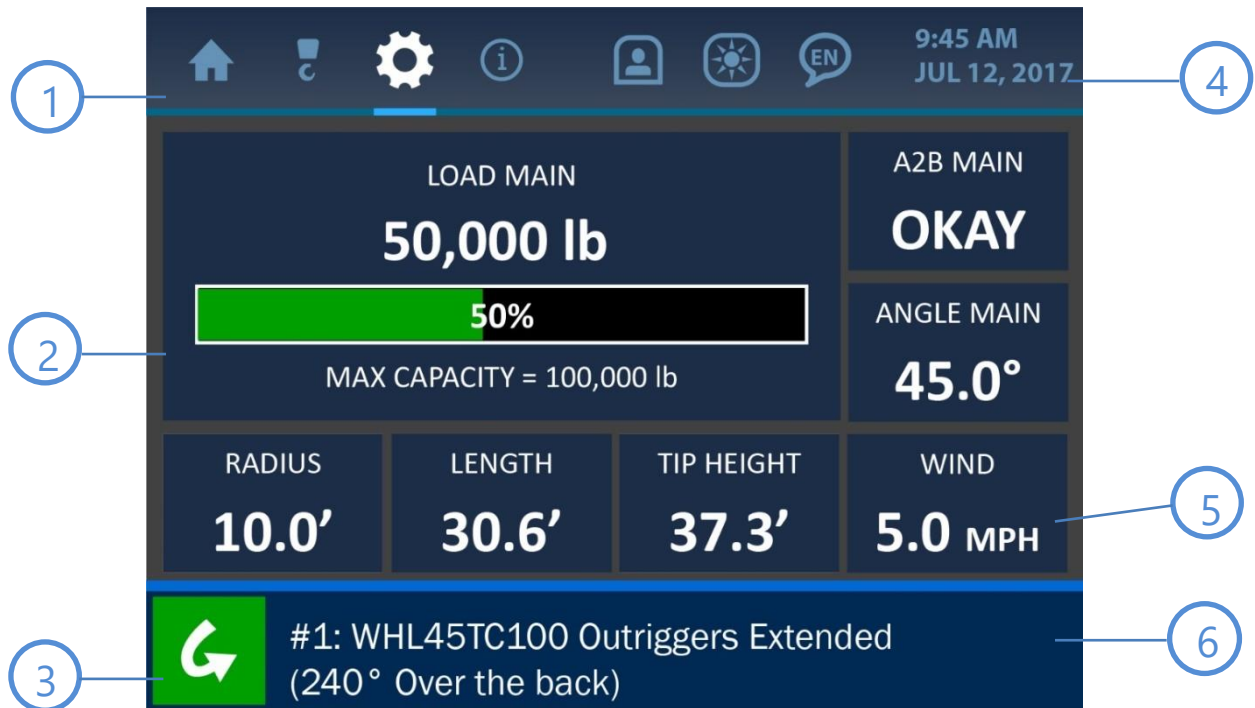 1
i
EN
9:45 AM
JUL 12, 2017
4
LOAD MAIN
50,000 lb
50%
MAX CAPACITY = 100,000 lb
2
A2B MAIN
OKAY
ANGLE MAIN
45.0°
RADIUS
10.0′
LENGTH
30.6′
TIP HEIGHT
37.3′
WIND
5.0 MPH
5
3
#1: WHL45TC100 Outriggers Extended
(240° Over the back)
6